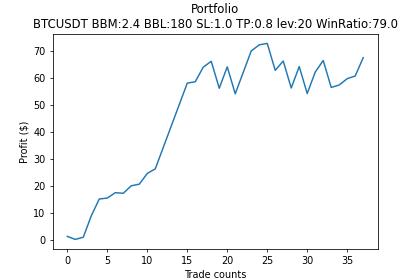 Portfolio
BTCUSDT BBM:2.4 BBL:180 SL:1.0 TP:0.8 lev:20 WinRatio:79.0
Profit ($)
70
60
50
40
30
20
10
0
0 5 10 15 20 25 30 35
Trade counts